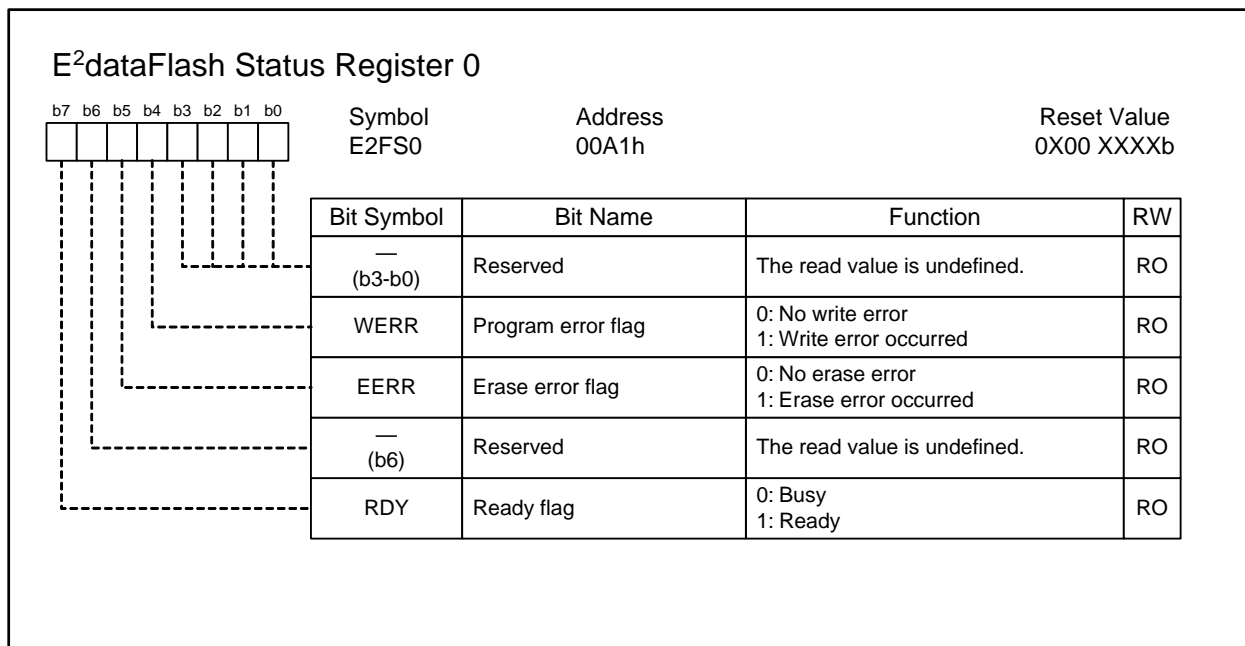 E²dataFlash Status Register 0
b7 b6 b5 b4 b3 b2 b1 b0
Symbol Address Reset Value
E2FS0 00A1h 0X00 XXXXb
Bit Symbol Bit Name Function RW
—
(b3-b0) Reserved The read value is undefined. RO
WERR Program error flag 0: No write error
1: Write error occurred RO
EERR Erase error flag 0: No erase error
1: Erase error occurred RO
—
(b6) Reserved The read value is undefined. RO
RDY Ready flag 0: Busy
1: Ready RO